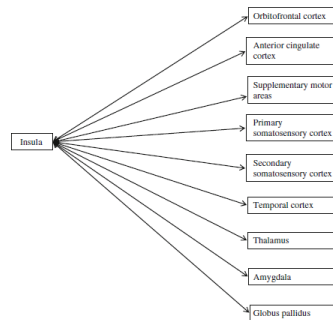 Orbitofrontal cortex
Anterior cingulate
cortex
Supplementary motor
areas
Primary
somatosensory cortex
Insula
Secondary
somatosensory cortex
Temporal cortex
Thalamus
Amygdala
Globus pallidus